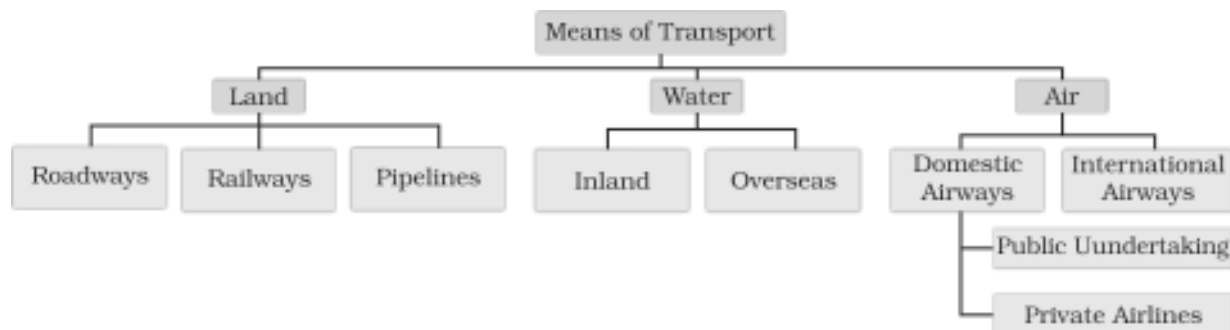 Means of Transport
Land
Water
Air
Roadways
Railways
Pipelines
Inland
Overseas
Domestic
Airways
International
Airways
Public Uundertaking
Private Airlines